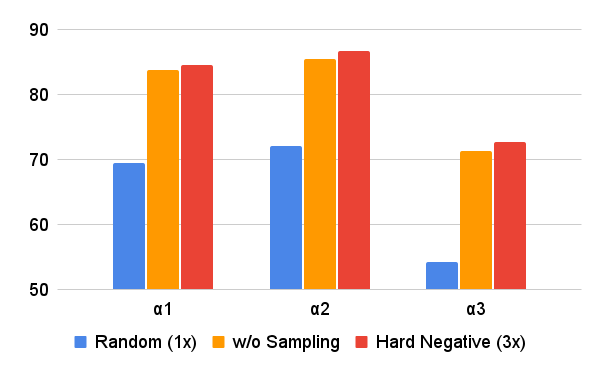 90
80
70
60
50
α1 α2 α3
Random (1x) w/o Sampling Hard Negative (3x)